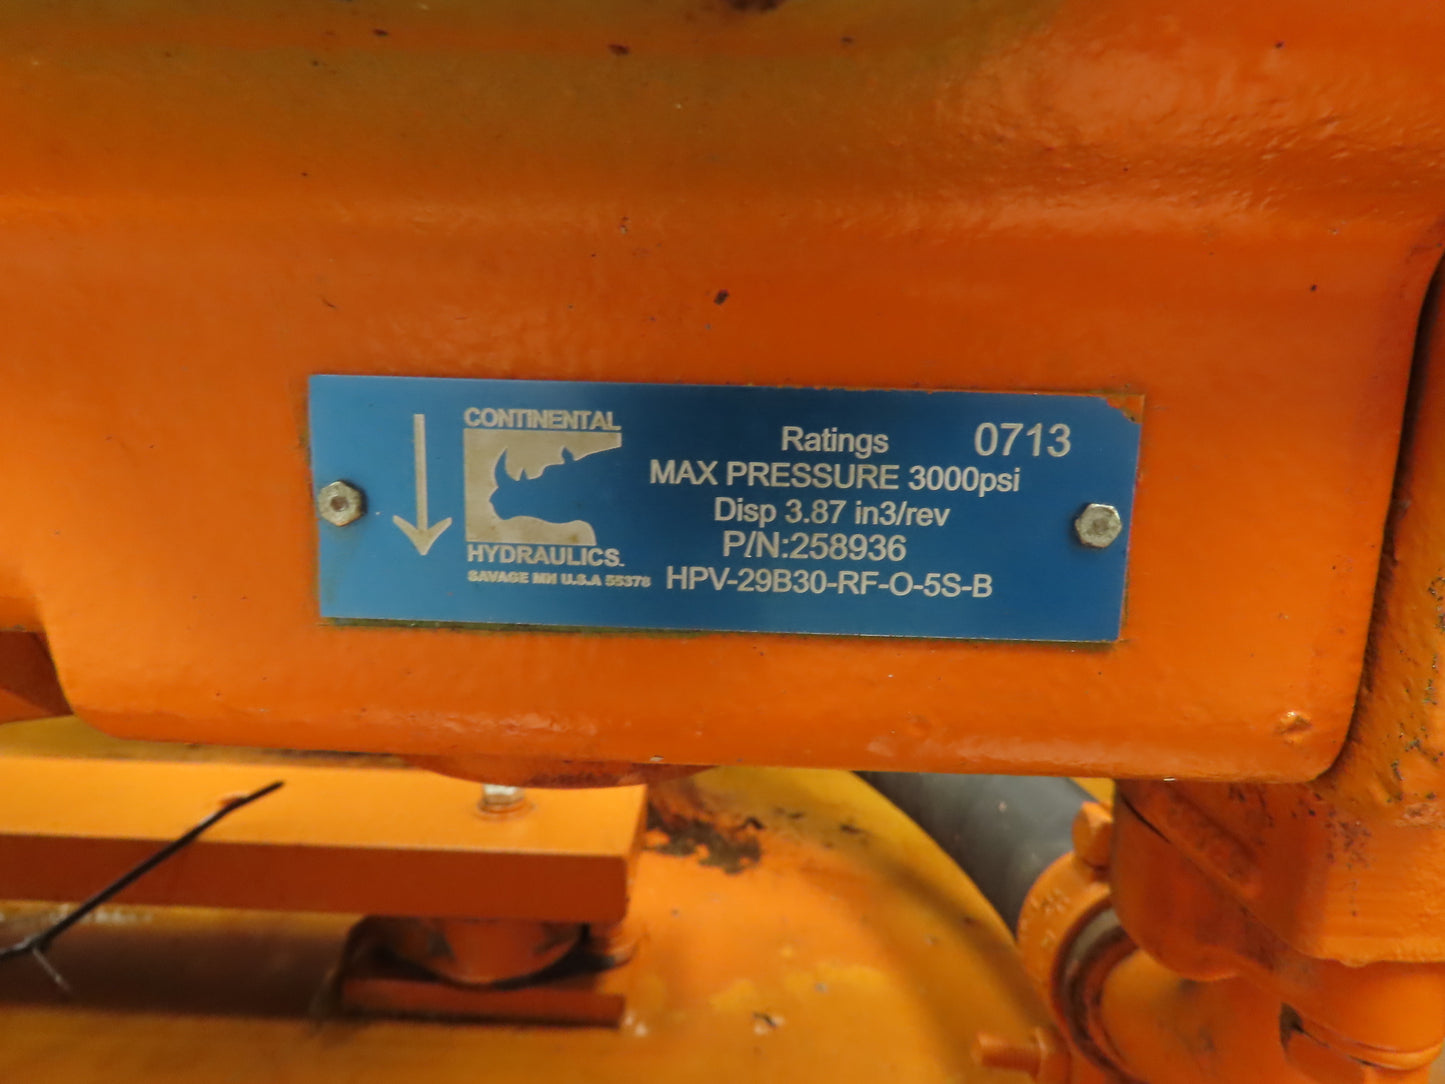 CONTINENTAL
HYDRAULICS.
SAVAGE MN U.S.A 55378
Ratings 0713
MAX PRESSURE 3000psi
Disp 3.87 in3/rev
P/N:258936
HPV-29B30-RF-O-5S-B